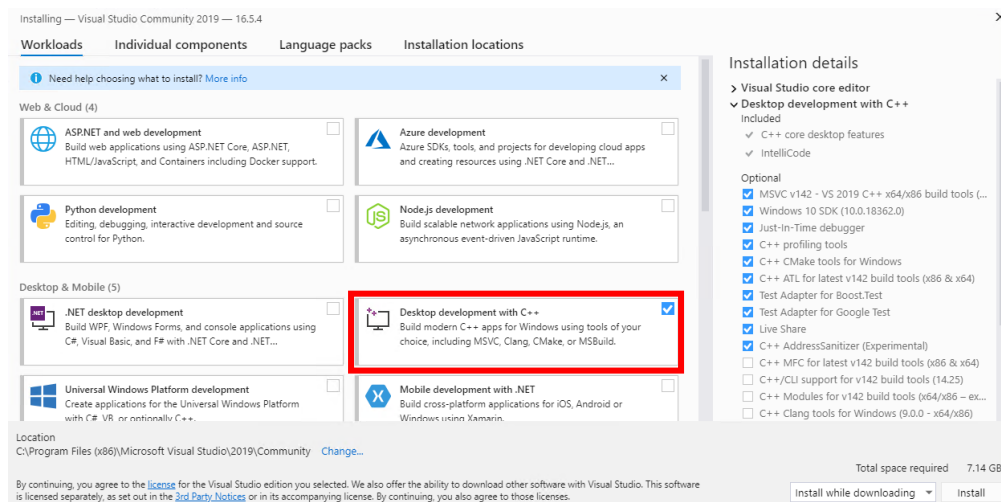 Installing — Visual Studio Community 2019 — 16.5.4
Workloads
Individual components
Language packs
Installation locations
Need help choosing what to install? More info
Web & Cloud (4)
ASP.NET and web development
Build web applications using ASP.NET Core, ASP.NET,
HTML/JavaScript, and Containers including Docker support.
Azure development
Azure SDKs, tools, and projects for developing cloud apps
and creating resources using .NET Core and .NET...
Python development
Editing, debugging, interactive development and source
control for Python.
Node.js development
Build scalable network applications using Node.js, an
asynchronous event-driven JavaScript runtime.
Desktop & Mobile (5)
.NET
.NET desktop development
Build WPF, Windows Forms, and console applications using
C#, Visual Basic, and F# with .NET Core and .NET...
Desktop development with C++
Build modern C++ apps for Windows using tools of your
choice, including MSVC, Clang, CMake, or MSBuild.
Universal Windows Platform development
Create applications for the Universal Windows Platform
with C#, VB, or optionally C++.
Mobile development with .NET
Build cross-platform applications for iOS, Android or
Windows using Xamarin.
Installation details
Visual Studio core editor
Desktop development with C++
Included
C++ core desktop features
IntelliCode
Optional
MSVC v142 - VS 2019 C++ x64/x86 build tools (...
Windows 10 SDK (10.0.18362.0)
Just-In-Time debugger
C++ profiling tools
C++ CMake tools for Windows
C++ ATL for latest v142 build tools (x86 & x64)
Test Adapter for Boost.Test
Test Adapter for Google Test
Live Share
C++ AddressSanitizer (Experimental)
C++ MFC for latest v142 build tools (x86 & x64)
C++/CLI support for v142 build tools (14.25)
C++ Modules for v142 build tools (x64/x86 – ex...
C++ Clang tools for Windows (9.0.0 - x64/x86)
Location
C:\Program Files (x86)\Microsoft Visual Studio\2019\Community Change...
By continuing, you agree to the license for the Visual Studio edition you selected. We also offer the ability to download other software with Visual Studio. This software
is licensed separately, as set out in the 3rd Party Notices or in its accompanying license. By continuing, you also agree to those licenses.
Total space required 7.14 GB
Install while downloading
Install